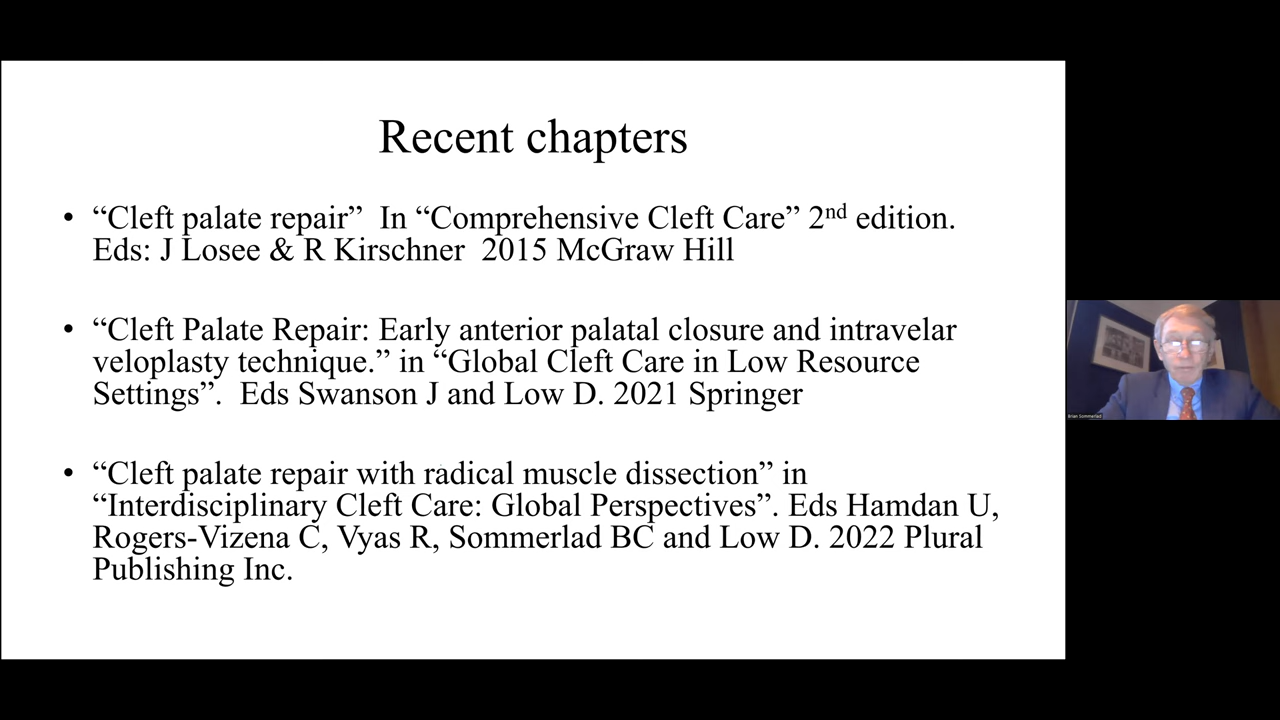 Recent chapters
• “Cleft palate repair” In “Comprehensive Cleft Care” 2nd edition.
Eds: J Losee & R Kirschner 2015 McGraw Hill
• “Cleft Palate Repair: Early anterior palatal closure and intravelar
veloplasty technique.” in “Global Cleft Care in Low Resource
Settings”. Eds Swanson J and Low D. 2021 Springer
• “Cleft palate repair with radical muscle dissection” in
“Interdisciplinary Cleft Care: Global Perspectives”. Eds Hamdan U,
Rogers-Vizena C, Vyas R, Sommerlad BC and Low D. 2022 Plural
Publishing Inc.
Brian Sommerlad